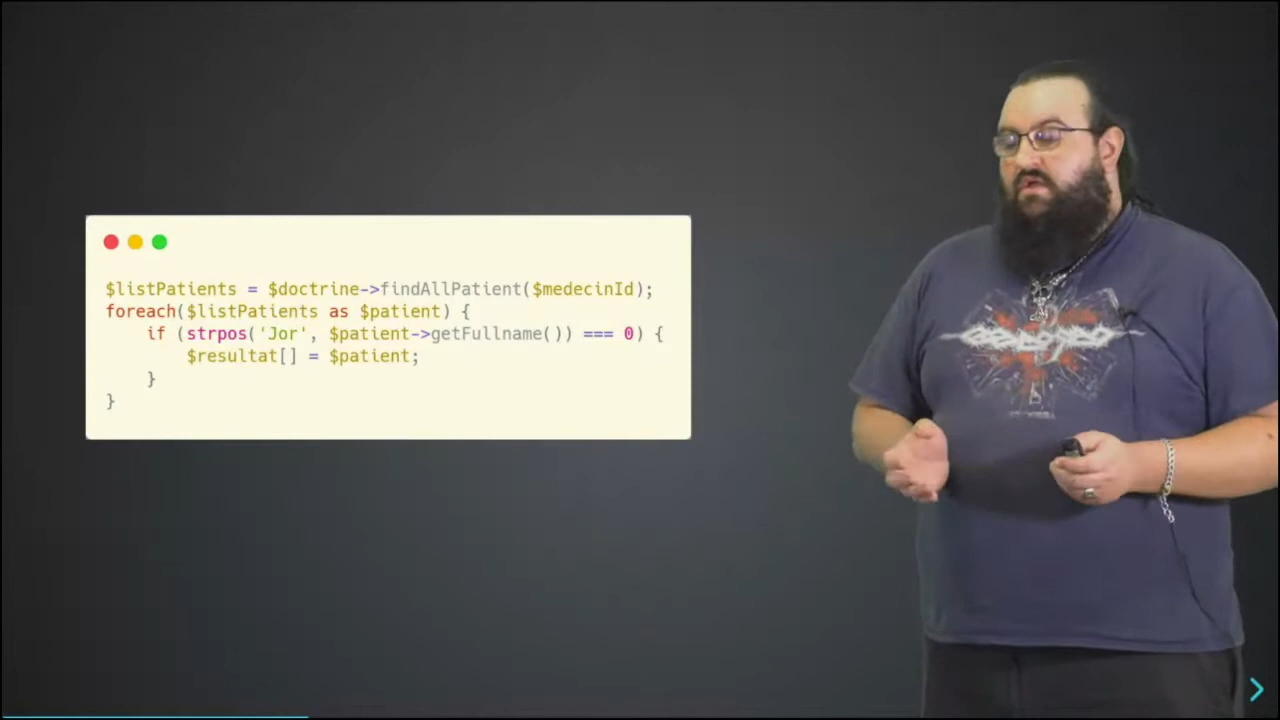 $listPatients = $doctrine->findAllPatient($medecinId);
foreach($listPatients as $patient) {
    if (strpos('Jor', $patient->getFullname()) === 0) {
        $resultat[] = $patient;
    }
}